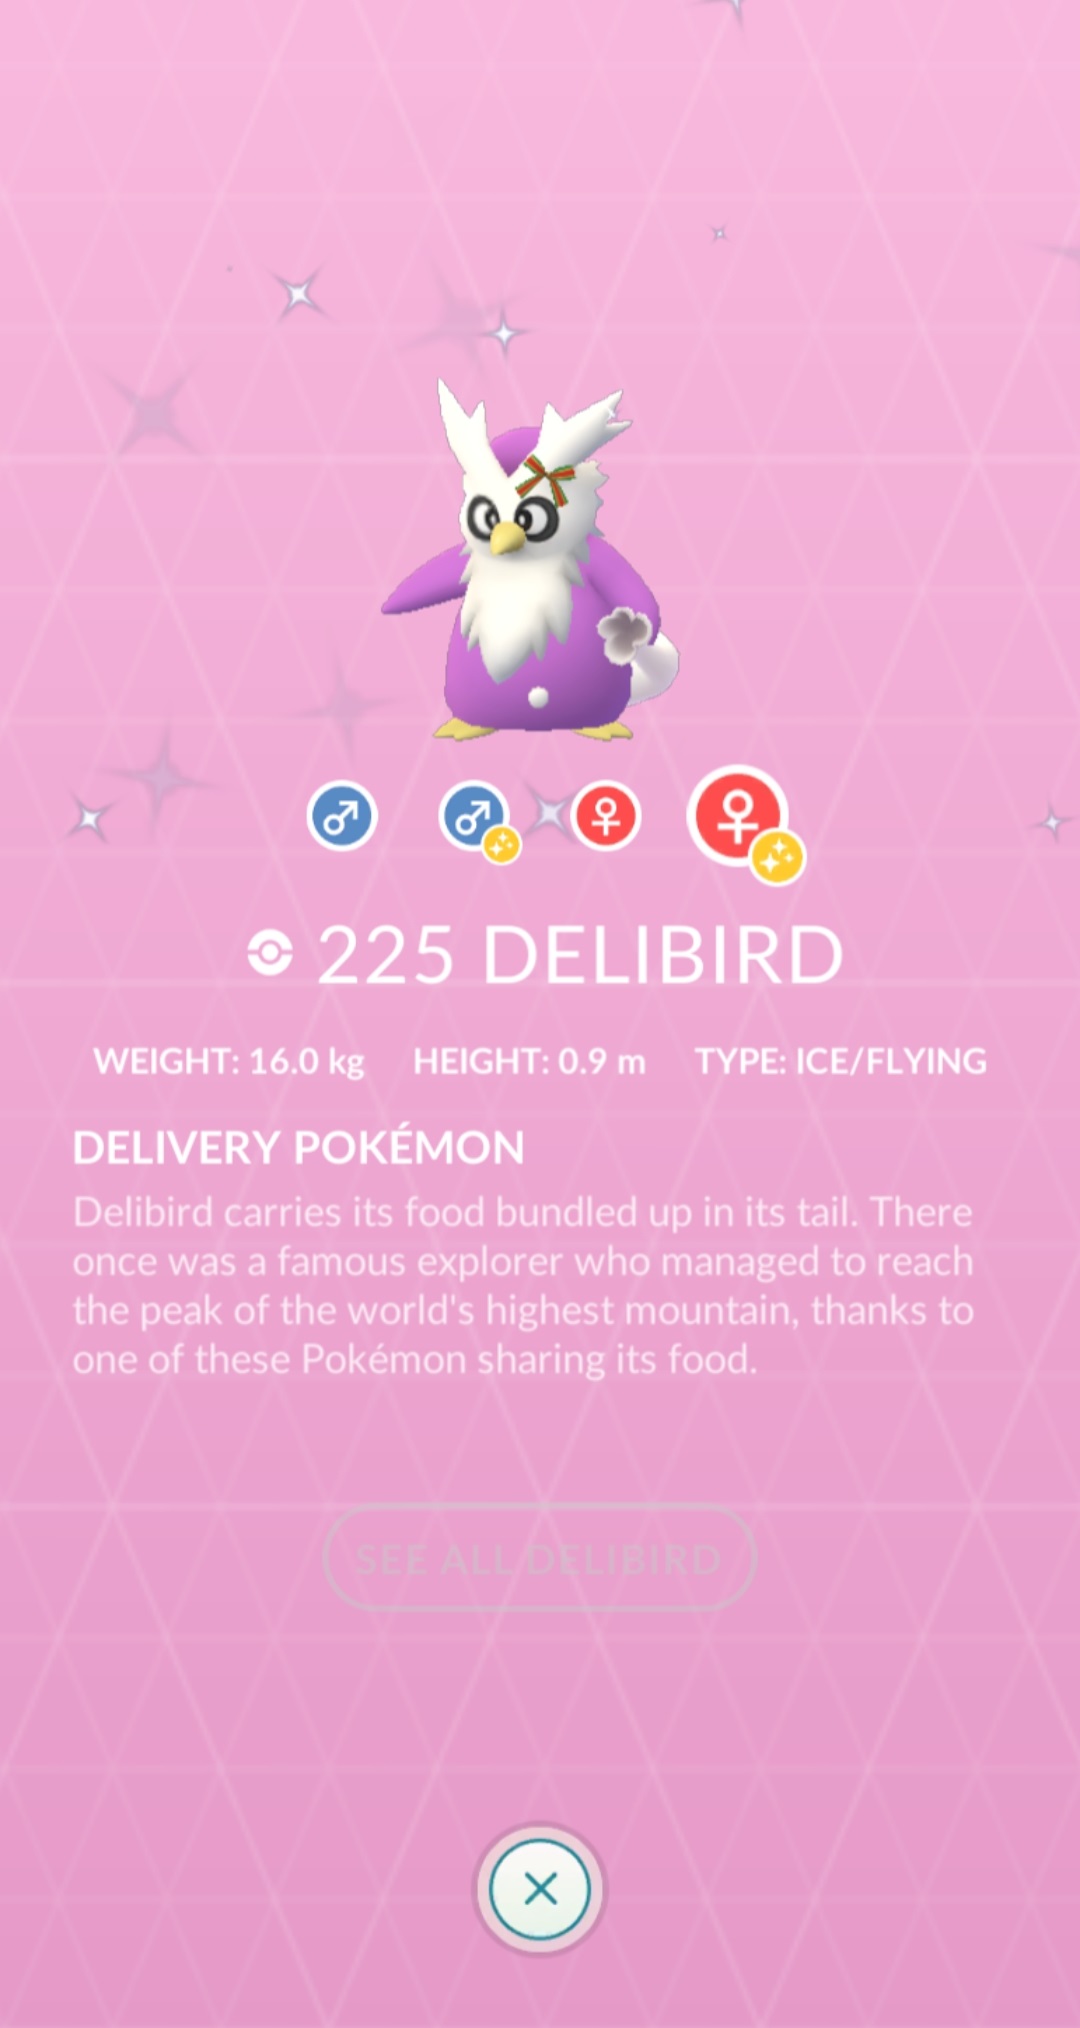 225 DELIBIRD
WEIGHT: 16.0 kg HEIGHT: 0.9 m TYPE: ICE/FLYING
DELIVERY POKÉMON
Delibird carries its food bundled up in its tail. There
once was a famous explorer who managed to reach
the peak of the world's highest mountain, thanks to
one of these Pokémon sharing its food.
SEE ALL DELIBIRD